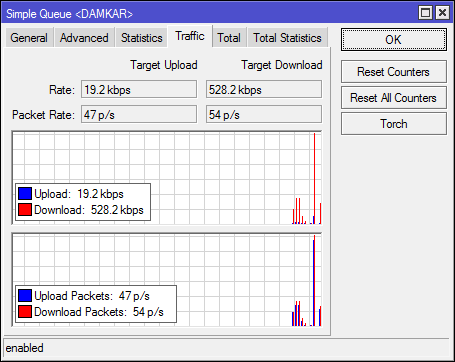 Simple Queue <DAMKAR>
General Advanced Statistics Traffic Total Total Statistics
OK
Reset Counters
Reset All Counters
Torch
Target Upload Target Download
Rate: 19.2 kbps 528.2 kbps
Packet Rate: 47 p/s 54 p/s
Upload: 19.2 kbps
Download: 528.2 kbps
Upload Packets: 47 p/s
Download Packets: 54 p/s
enabled